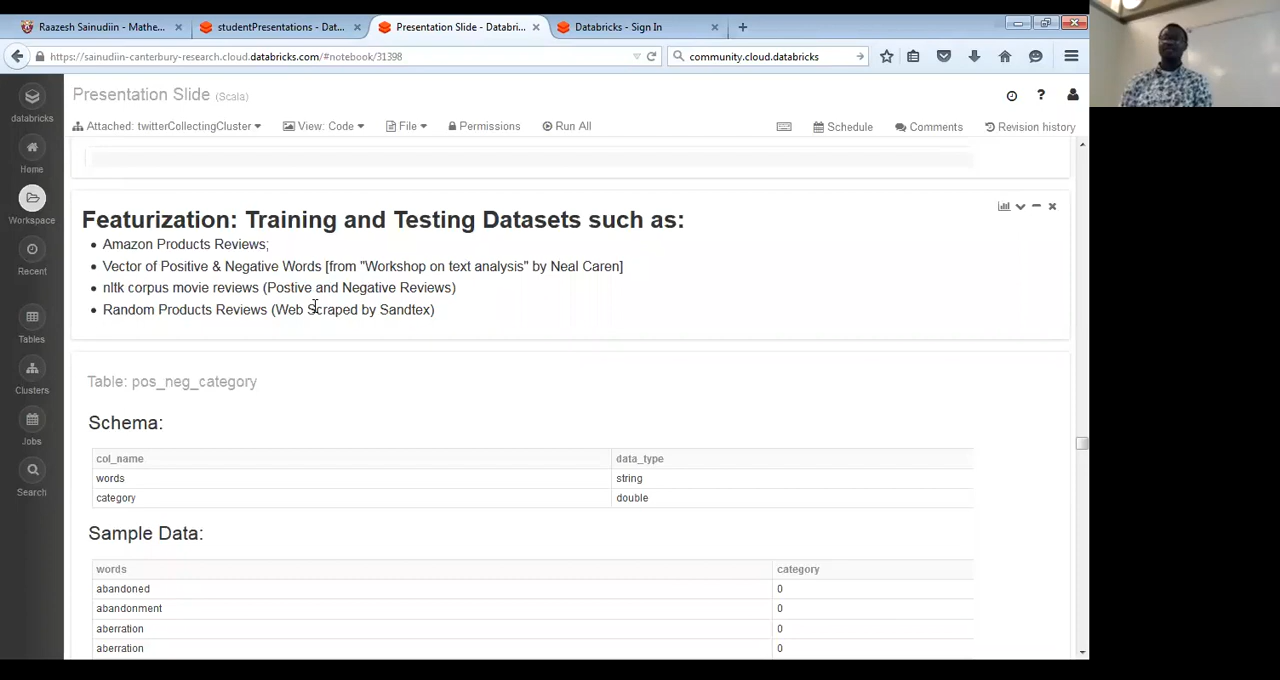 Raazesh Sainudiin - Mathe...
studentPresentations - Dat...
Presentation Slide - Databri...
Databricks - Sign In
https://sainudiin-canterbury-research.cloud.databricks.com/#notebook/31398
community.cloud.databricks
databricks
Home
Workspace
Recent
Tables
Clusters
Jobs
Search
Presentation Slide (Scala)
Attached: twitterCollectingCluster
View: Code
File
Permissions
Run All
Schedule
Comments
Revision history
Featurization: Training and Testing Datasets such as:
Amazon Products Reviews;
Vector of Positive & Negative Words [from "Workshop on text analysis" by Neal Caren]
nltk corpus movie reviews (Postive and Negative Reviews)
Random Products Reviews (Web Scraped by Sandtex)
Table: pos_neg_category
Schema:
col_name data_type
words string
category double
Sample Data:
words category
abandoned 0
abandonment 0
aberration 0
aberration 0